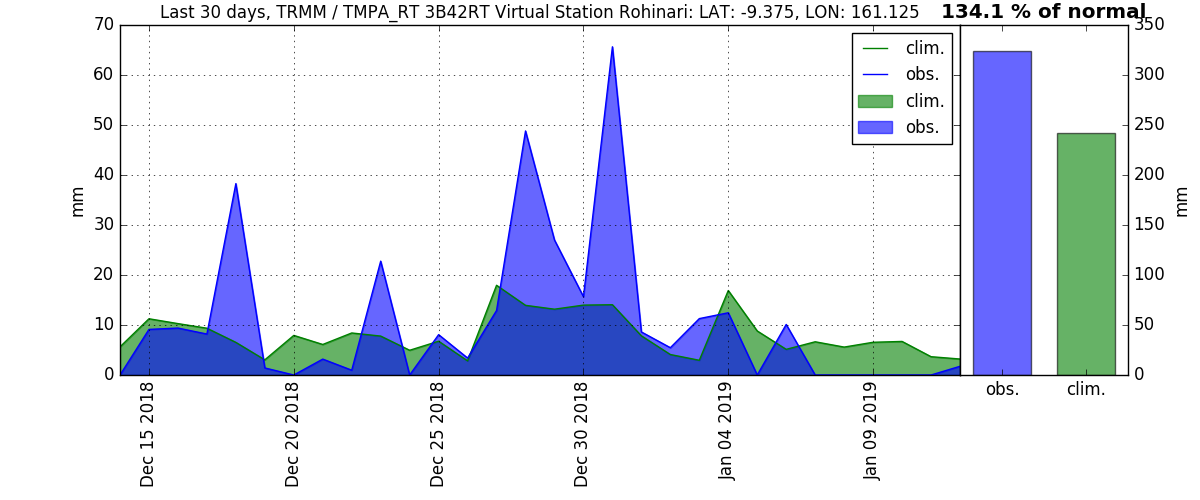 Last 30 days, TRMM / TMPA_RT 3B42RT Virtual Station Rohinari: LAT: -9.375, LON: 161.125
134.1 % of normal
70
60
50
40
30
20
10
0
mm
clim.
obs.
clim.
obs.
350
300
250
200
150
100
50
0
mm
Dec 15 2018
Dec 20 2018
Dec 25 2018
Dec 30 2018
Jan 04 2019
Jan 09 2019
obs.
clim.